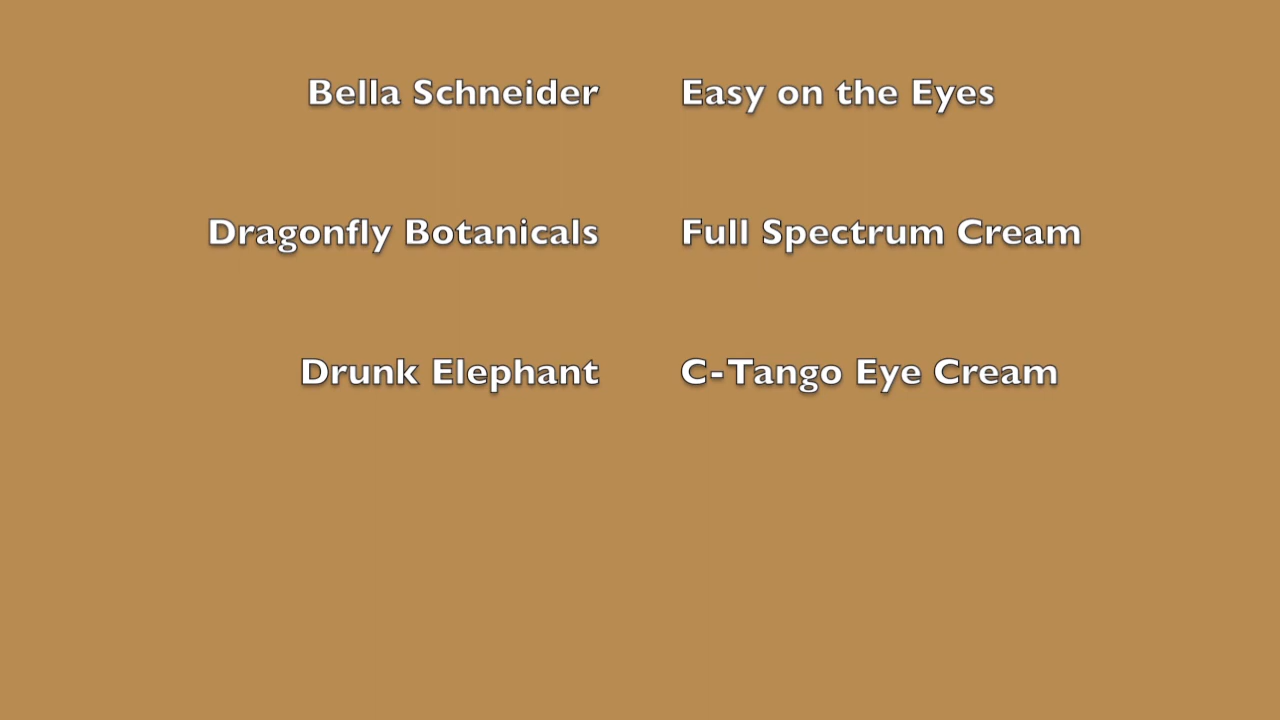 Bella Schneider Easy on the Eyes
Dragonfly Botanicals Full Spectrum Cream
Drunk Elephant C-Tango Eye Cream